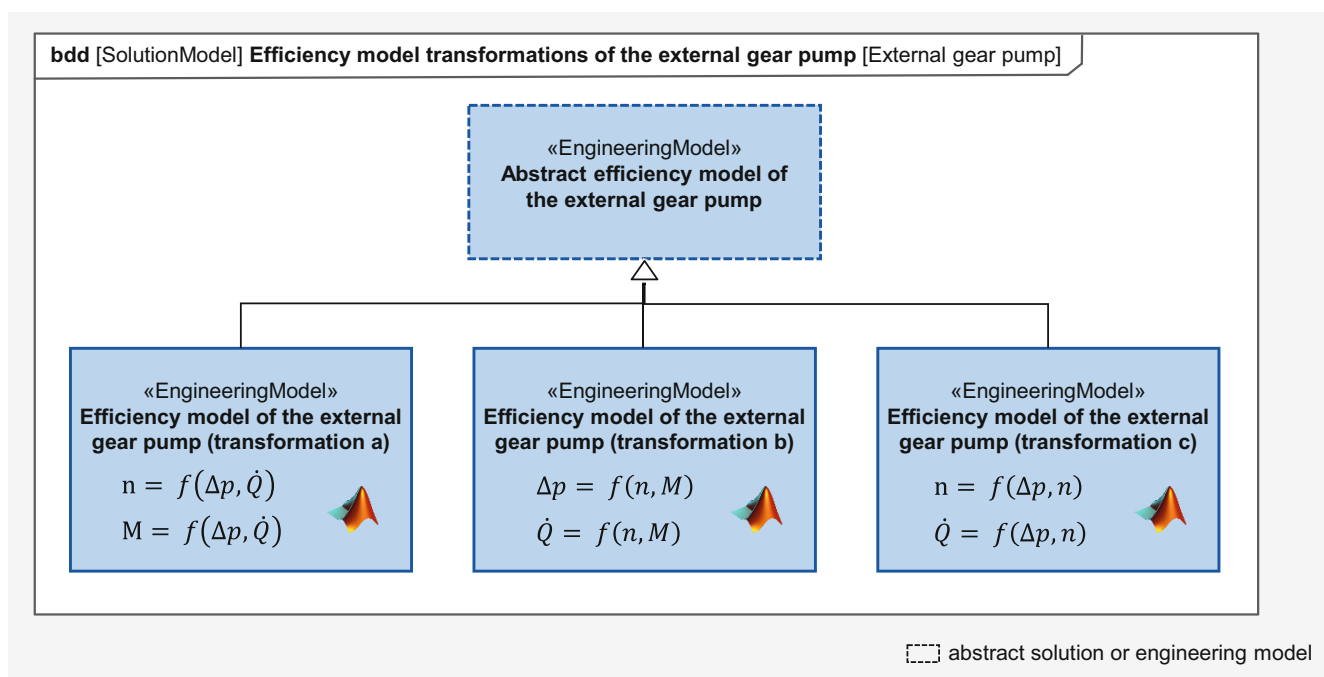 bdd [SolutionModel] Efficiency model transformations of the external gear pump [External gear pump]
«EngineeringModel»
Abstract efficiency model of
the external gear pump
«EngineeringModel»
Efficiency model of the external
gear pump (transformation a)
n = f(Δp, Q̇)
M = f(Δp, Q̇)
«EngineeringModel»
Efficiency model of the external
gear pump (transformation b)
Δp = f(n, M)
Q̇ = f(n, M)
«EngineeringModel»
Efficiency model of the external
gear pump (transformation c)
n = f(Δp, n)
Q̇ = f(Δp, n)
abstract solution or engineering model